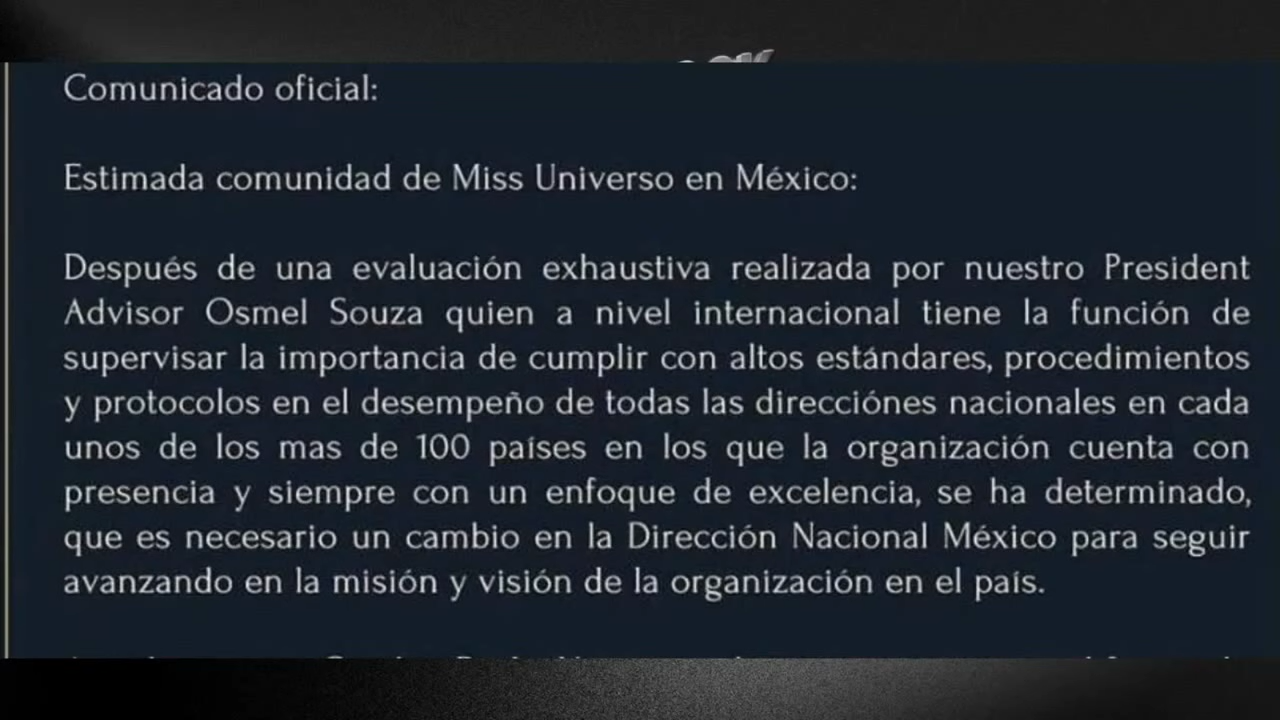 Comunicado oficial:
Estimada comunidad de Miss Universo en México:
Después de una evaluación exhaustiva realizada por nuestro President
Advisor Osmel Souza quien a nivel internacional tiene la función de
supervisar la importancia de cumplir con altos estándares, procedimientos
y protocolos en el desempeño de todas las direcciónes nacionales en cada
unos de los mas de 100 países en los que la organización cuenta con
presencia y siempre con un enfoque de excelencia, se ha determinado,
que es necesario un cambio en la Dirección Nacional México para seguir
avanzando en la misión y visión de la organización en el país.